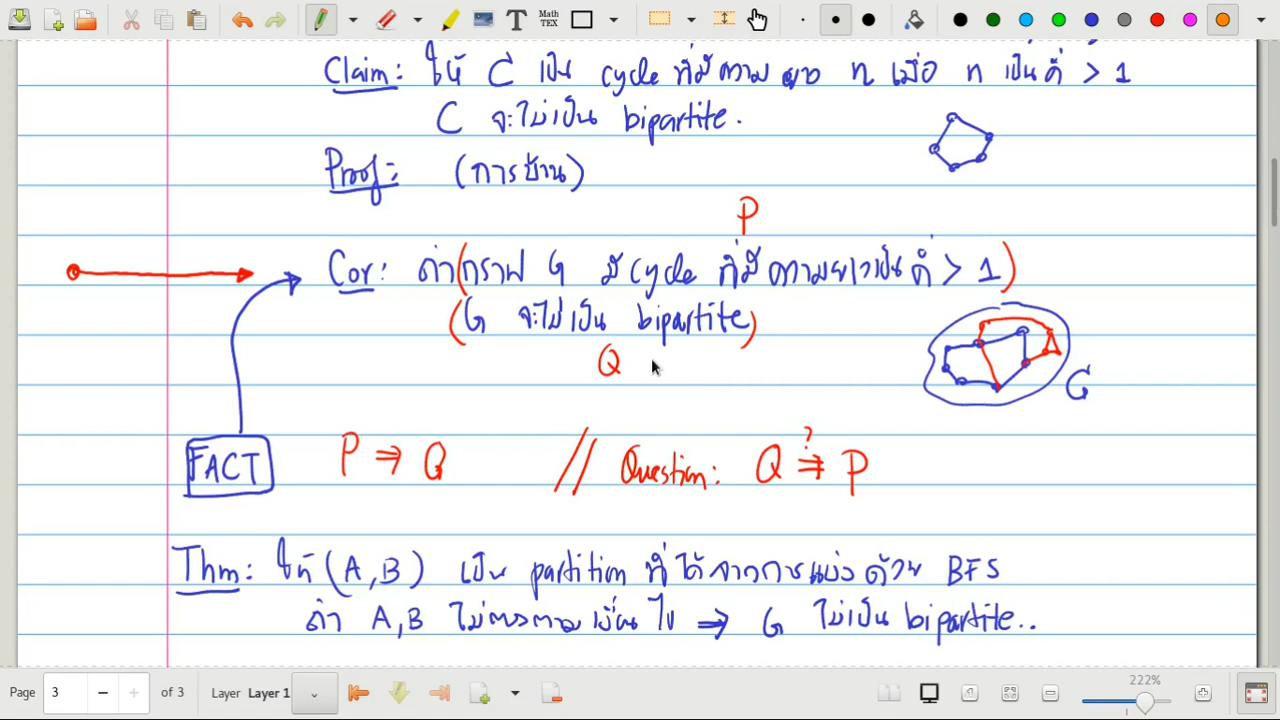 Math TEX
Claim: ให้ C เป็น cycle ที่มีความยาว n เมื่อ n เป็นคี่ > 1
C จะไม่เป็น bipartite.
Proof: (การบ้าน)
P
Cor: ถ้า(กราฟ G มี cycle ที่มีความยาวเป็นคี่ > 1)
(G จะไม่เป็น bipartite)
Q
G
FACT P ⇒ Q // Question: Q ⇒? P
Thm: ให้ (A,B) เป็น partition ที่ได้จากการแบ่งด้วย BFS
ถ้า A,B ไม่ตรงตามเงื่อนไข ⇒ G ไม่เป็น bipartite..
Page 3 of 3 Layer Layer 1 222%